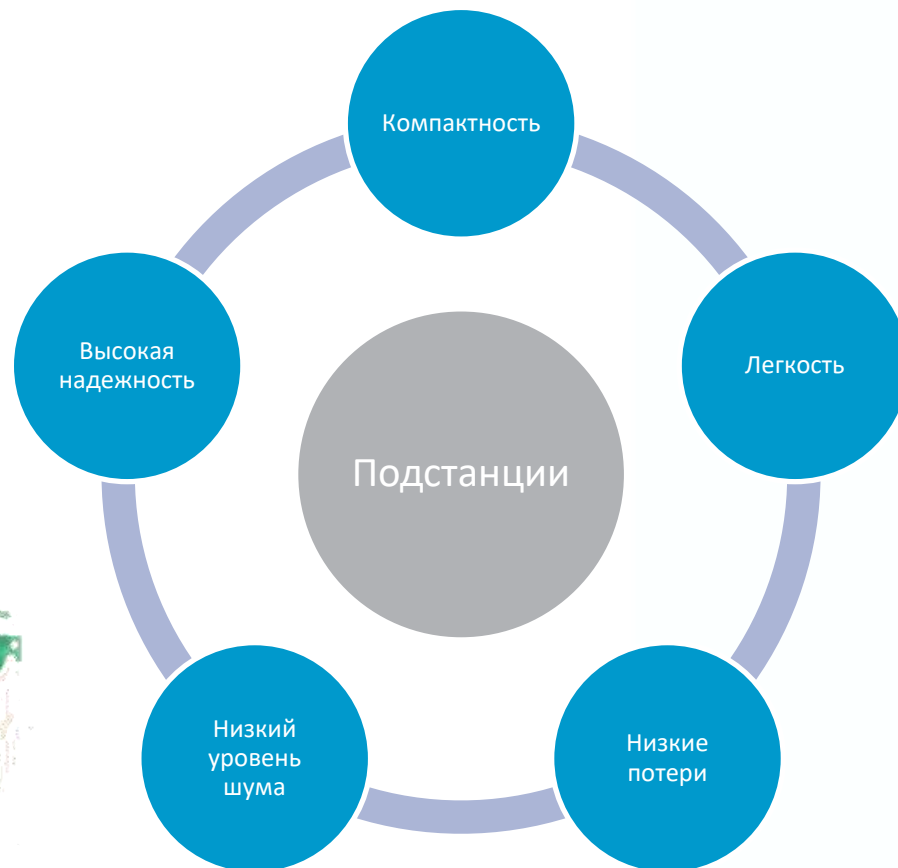 Компактность
Легкость
Низкие
потери
Низкий
уровень
шума
Высокая
надежность
Подстанции